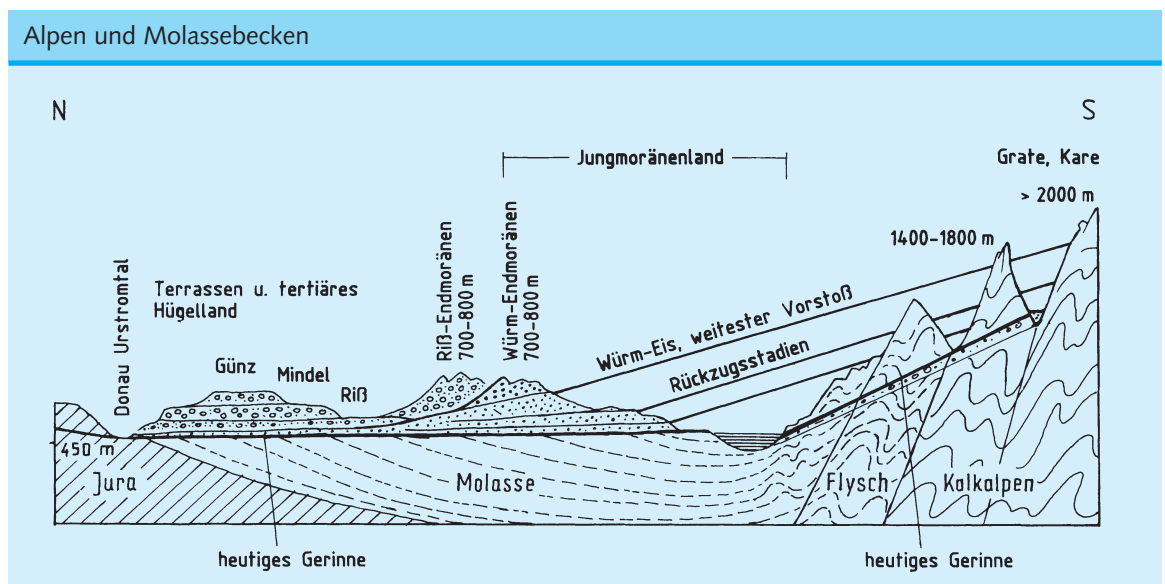 Alpen und Molassebecken
N
S
Jungmoränenland
Grate, Kare
> 2000 m
1400-1800 m
Donau Urstromtal
Terrassen u. tertiäres
Hügelland
Riß-Endmoränen
700-800 m
Würm-Endmoränen
700-800 m
Würm-Eis, weitester Vorstoß
Rückzugsstadien
Günz
Mindel
Riß
450 m
Jura
Molasse
Flysch
Kalkalpen
heutiges Gerinne
heutiges Gerinne